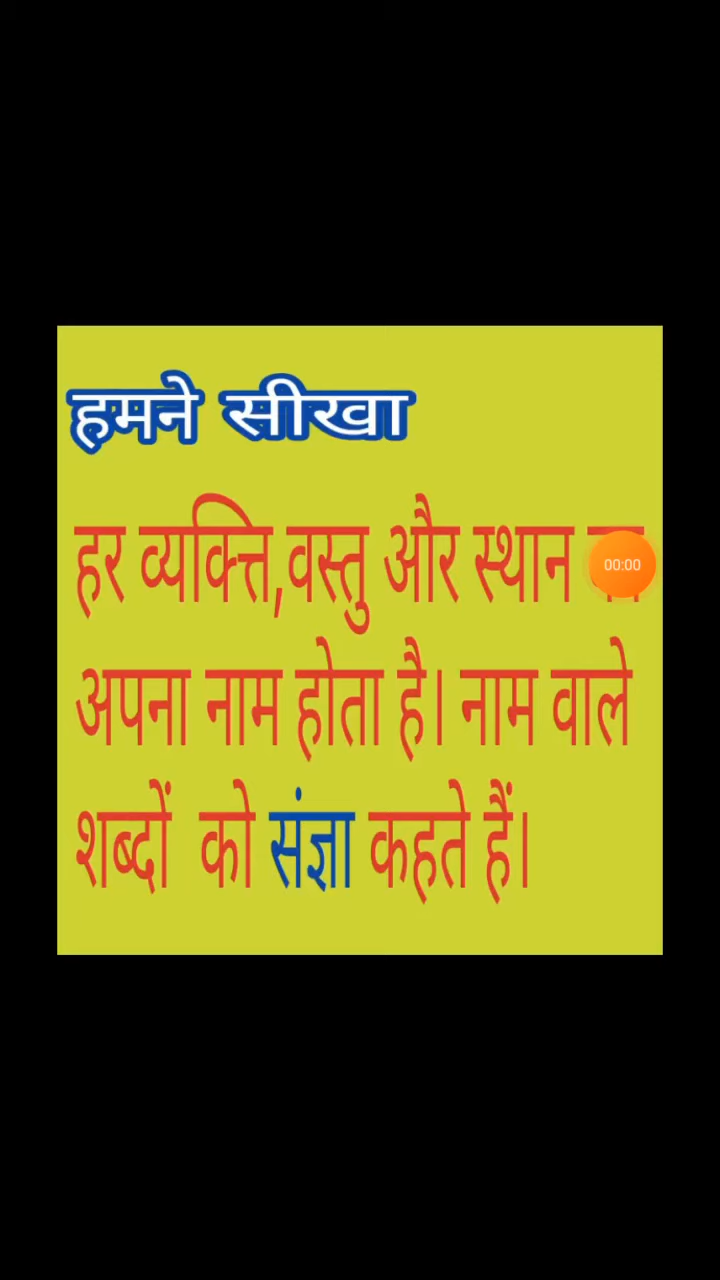 हमने सीखा
हर व्यक्ति,वस्तु और स्थान
अपना नाम होता है। नाम वाले
शब्दों को संज्ञा कहते हैं।
00:00